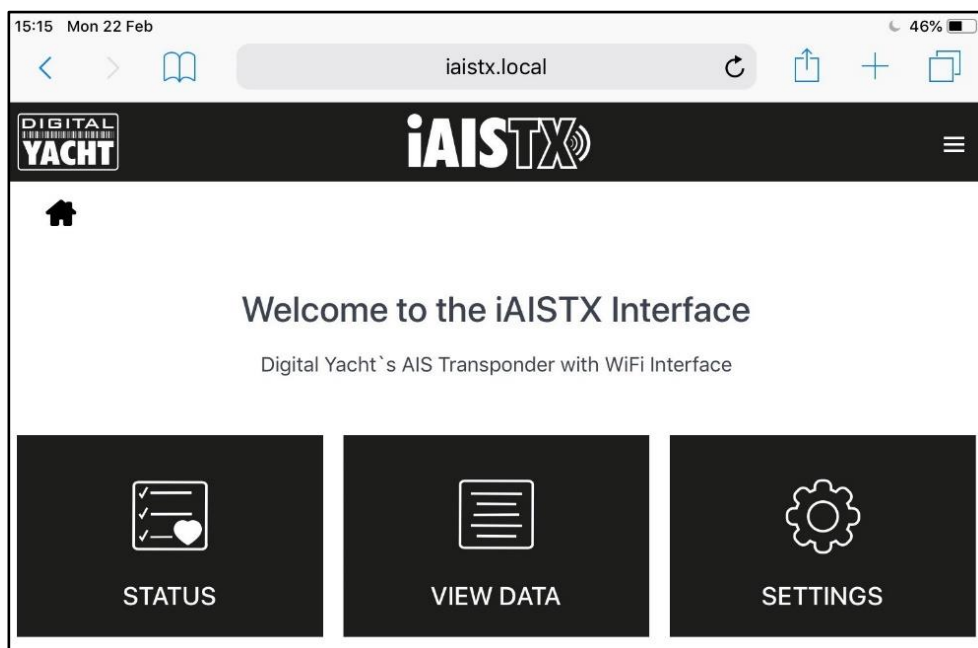 15:15 Mon 22 Feb
46%
iaistx.local
DIGITAL
YACHT
iAISTX
Welcome to the iAISTX Interface
Digital Yacht`s AIS Transponder with WiFi Interface
STATUS
VIEW DATA
SETTINGS